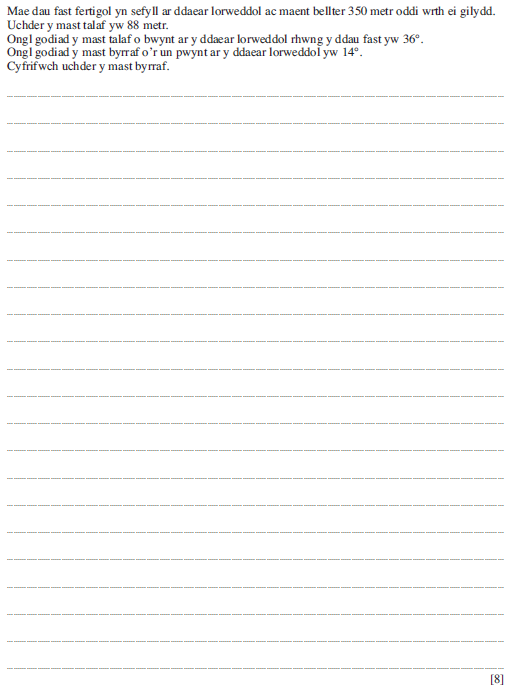 Mae dau fast fertigol yn sefyll ar ddaear lorweddol ac maent bellter 350 metr oddi wrth ei gilydd.
Uchder y mast talaf yw 88 metr.
Ongl godiad y mast talaf o bwynt ar y ddaear lorweddol rhwng y ddau fast yw 36°.
Ongl godiad y mast byrraf o’r un pwynt ar y ddaear lorweddol yw 14°.
Cyfrifwch uchder y mast byrraf.
[8]